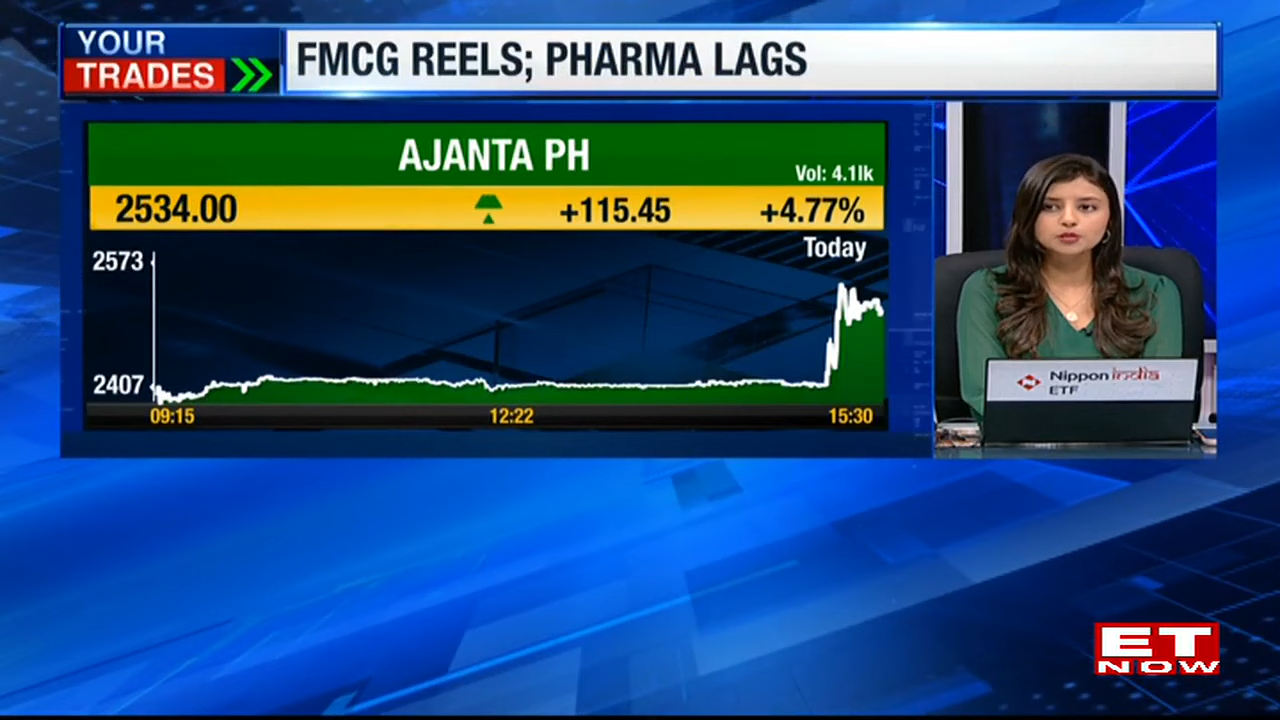 YOUR
TRADES
FMCG REELS; PHARMA LAGS
AJANTA PH
Vol: 4.1lk
2534.00 +115.45 +4.77%
Today
2573
2407
09:15 12:22 15:30
Nippon india
ETF
ET
NOW